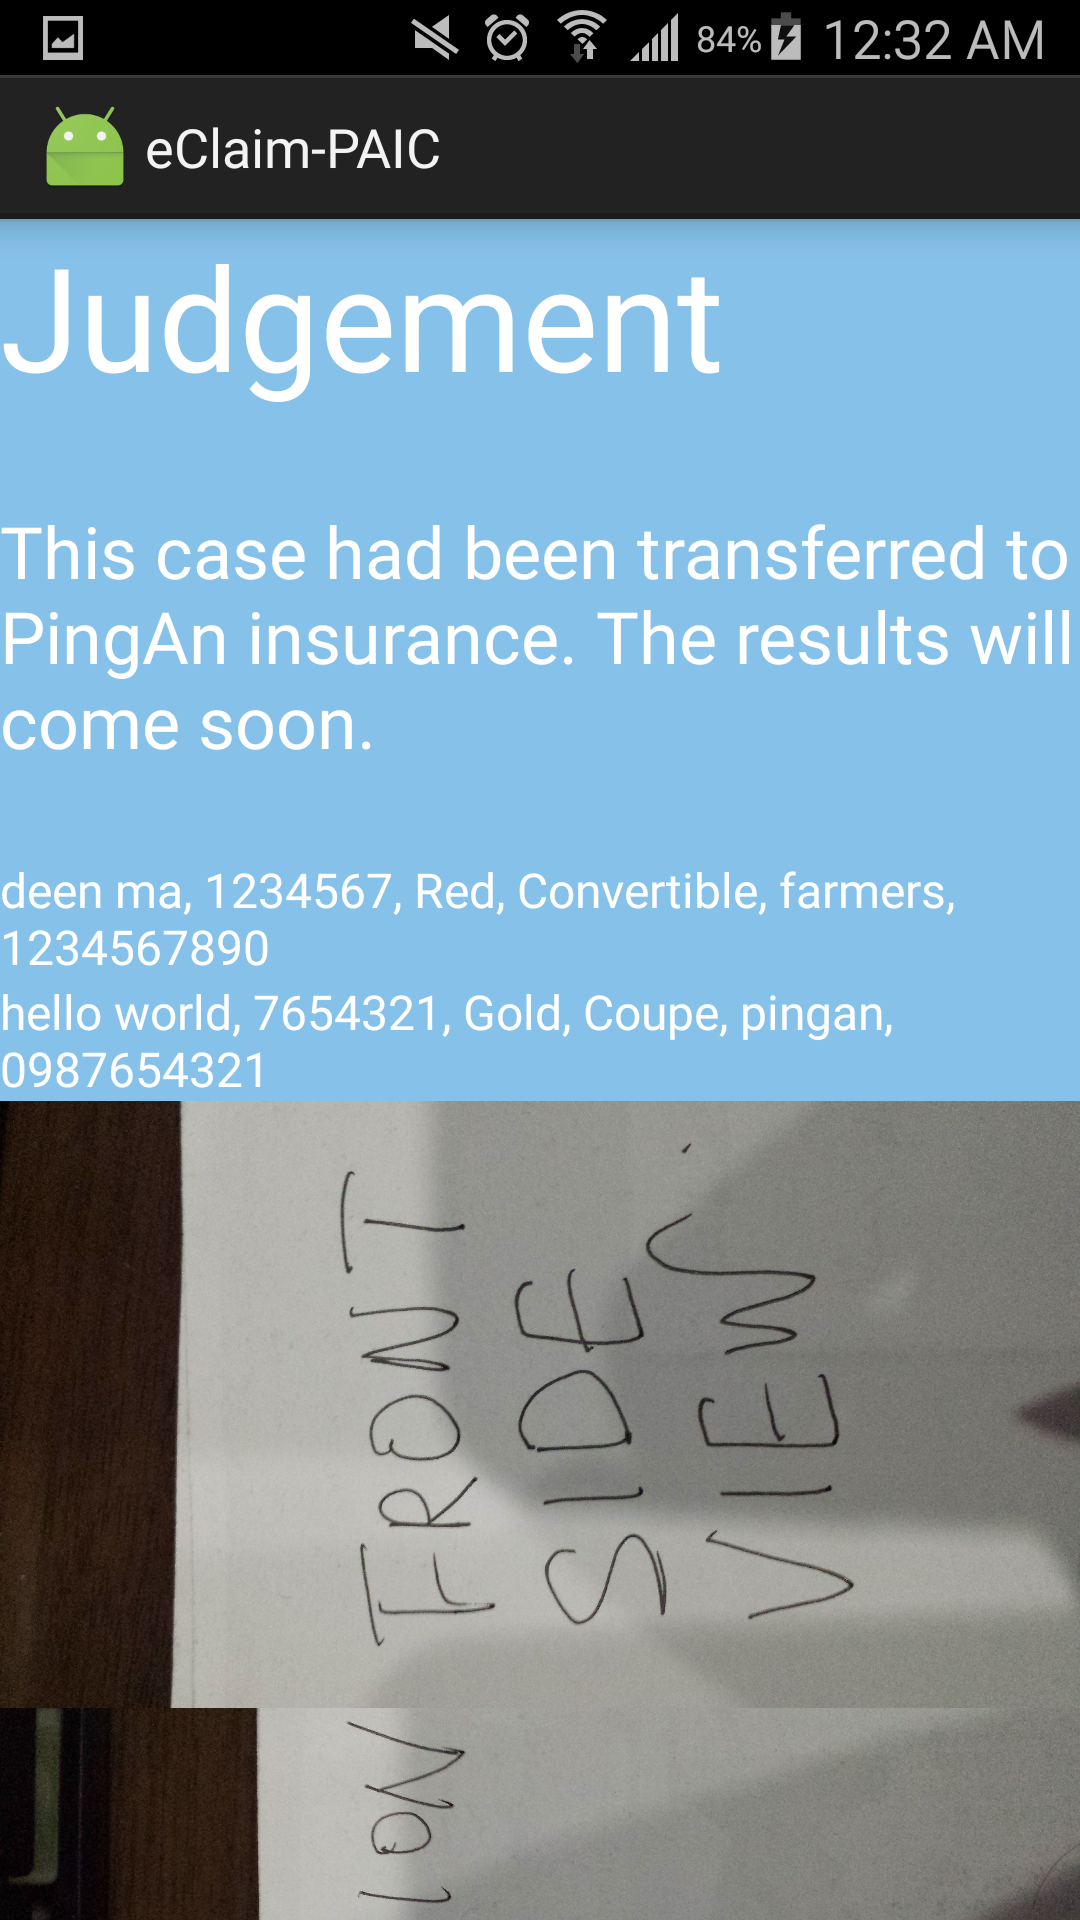 84% 12:32 AM
eClaim-PAIC
Judgement
This case had been transferred to
PingAn insurance. The results will
come soon.
deen ma, 1234567, Red, Convertible, farmers,
1234567890
hello world, 7654321, Gold, Coupe, pingan,
0987654321
FRONT
SIDE
VIEW